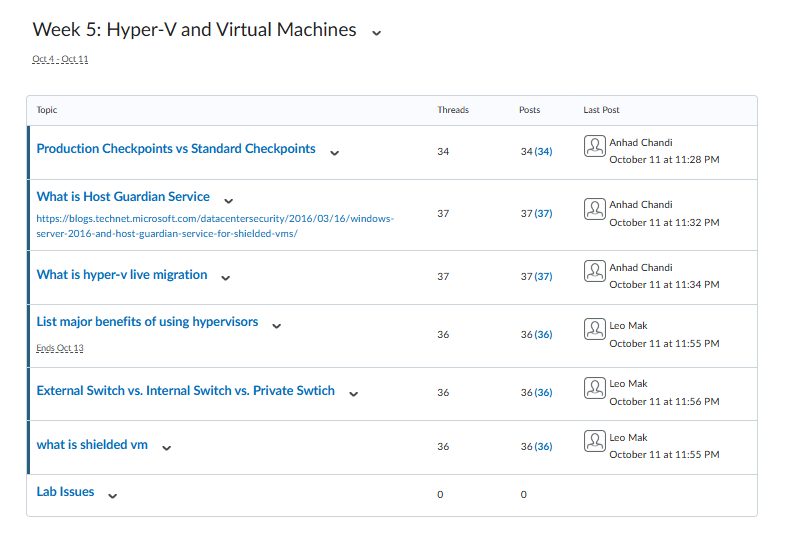 Week 5: Hyper-V and Virtual Machines
Oct 4 - Oct 11
Topic Threads Posts Last Post
Production Checkpoints vs Standard Checkpoints 34 34 (34) Anhad Chandi
October 11 at 11:28 PM
What is Host Guardian Service 37 37 (37) Anhad Chandi
https://blogs.technet.microsoft.com/datacentersecurity/2016/03/16/windows-
server-2016-and-host-guardian-service-for-shielded-vms/
October 11 at 11:32 PM
What is hyper-v live migration 37 37 (37) Anhad Chandi
October 11 at 11:34 PM
List major benefits of using hypervisors 36 36 (36) Leo Mak
Ends Oct 13
October 11 at 11:55 PM
External Switch vs. Internal Switch vs. Private Swtich 36 36 (36) Leo Mak
October 11 at 11:56 PM
what is shielded vm 36 36 (36) Leo Mak
October 11 at 11:55 PM
Lab Issues 0 0